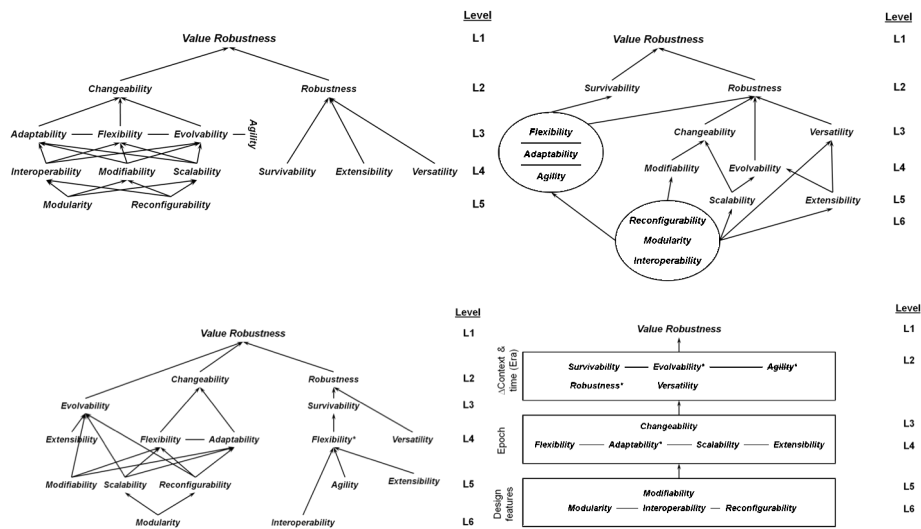 Level
Value Robustness
L1
Changeability
Robustness
L2
Adaptability
Flexibility
Evolvability
Agility
L3
Interoperability
Modifiability
Scalability
Survivability
Extensibility
Versatility
L4
Modularity
Reconfigurability
L5
Level
Value Robustness
L1
Survivability
Robustness
L2
Flexibility
Changeability
Versatility
L3
Adaptability
Modifiability
Evolvability
L4
Agility
Scalability
Extensibility
L5
Reconfigurability
L6
Modularity
Interoperability
Level
Value Robustness
L1
Changeability
Robustness
L2
Evolvability
Survivability
L3
Extensibility
Flexibility
Adaptability
Flexibility*
Versatility
L4
Modifiability
Scalability
Reconfigurability
Agility
Extensibility
L5
Modularity
Interoperability
L6
Level
Value Robustness
L1
ΔContext &
time (Era)
Survivability
Evolvability*
Agility*
L2
Robustness*
Versatility
Epoch
Changeability
L3
Flexibility
Adaptability*
Scalability
Extensibility
L4
Design
features
Modifiability
L5
Modularity
Interoperability
Reconfigurability
L6